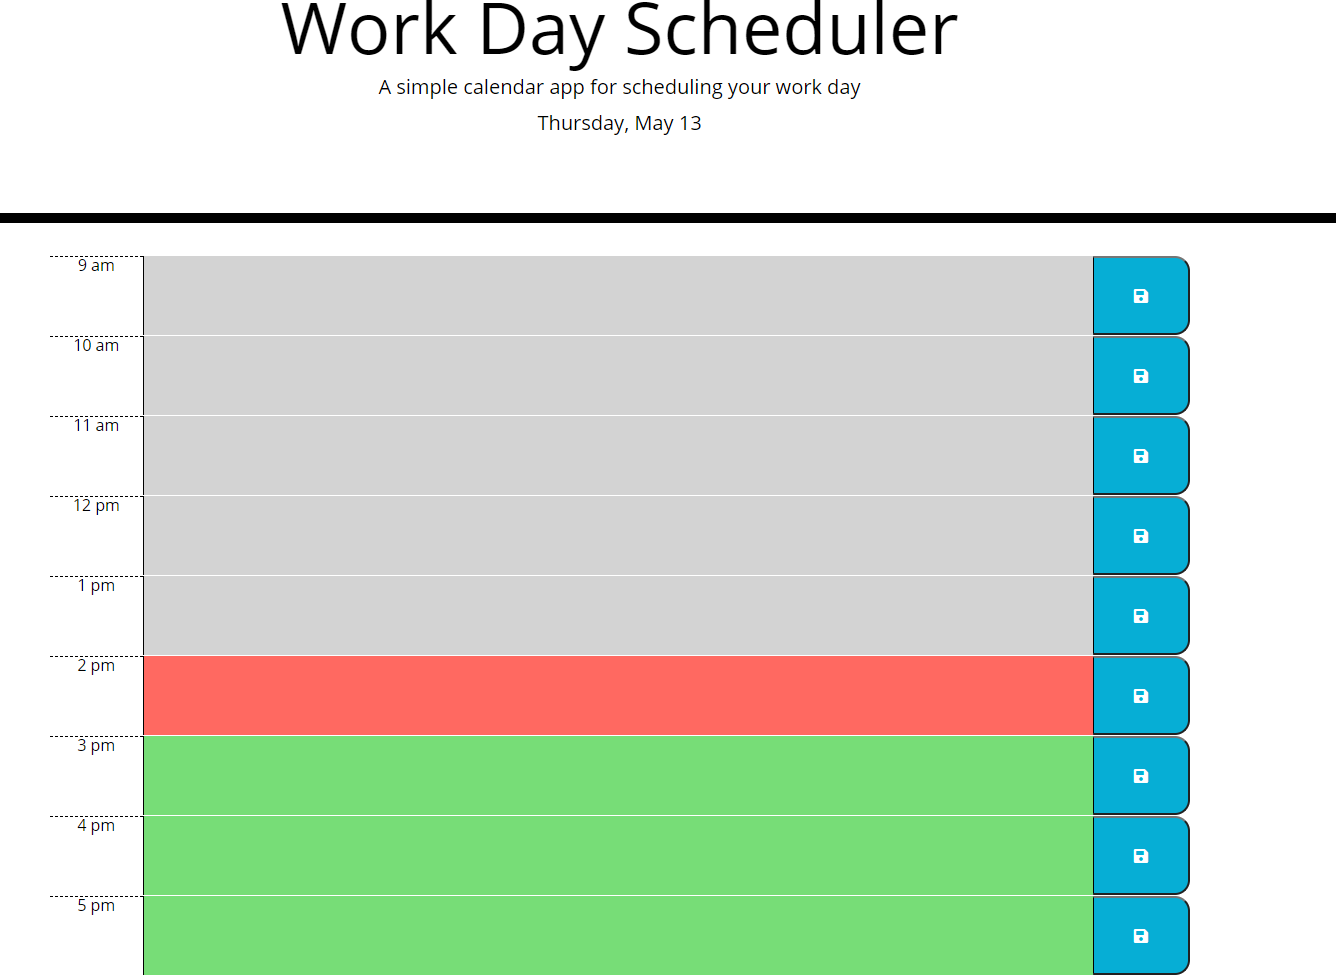 Work Day Scheduler
A simple calendar app for scheduling your work day
Thursday, May 13
9 am
10 am
11 am
12 pm
1 pm
2 pm
3 pm
4 pm
5 pm